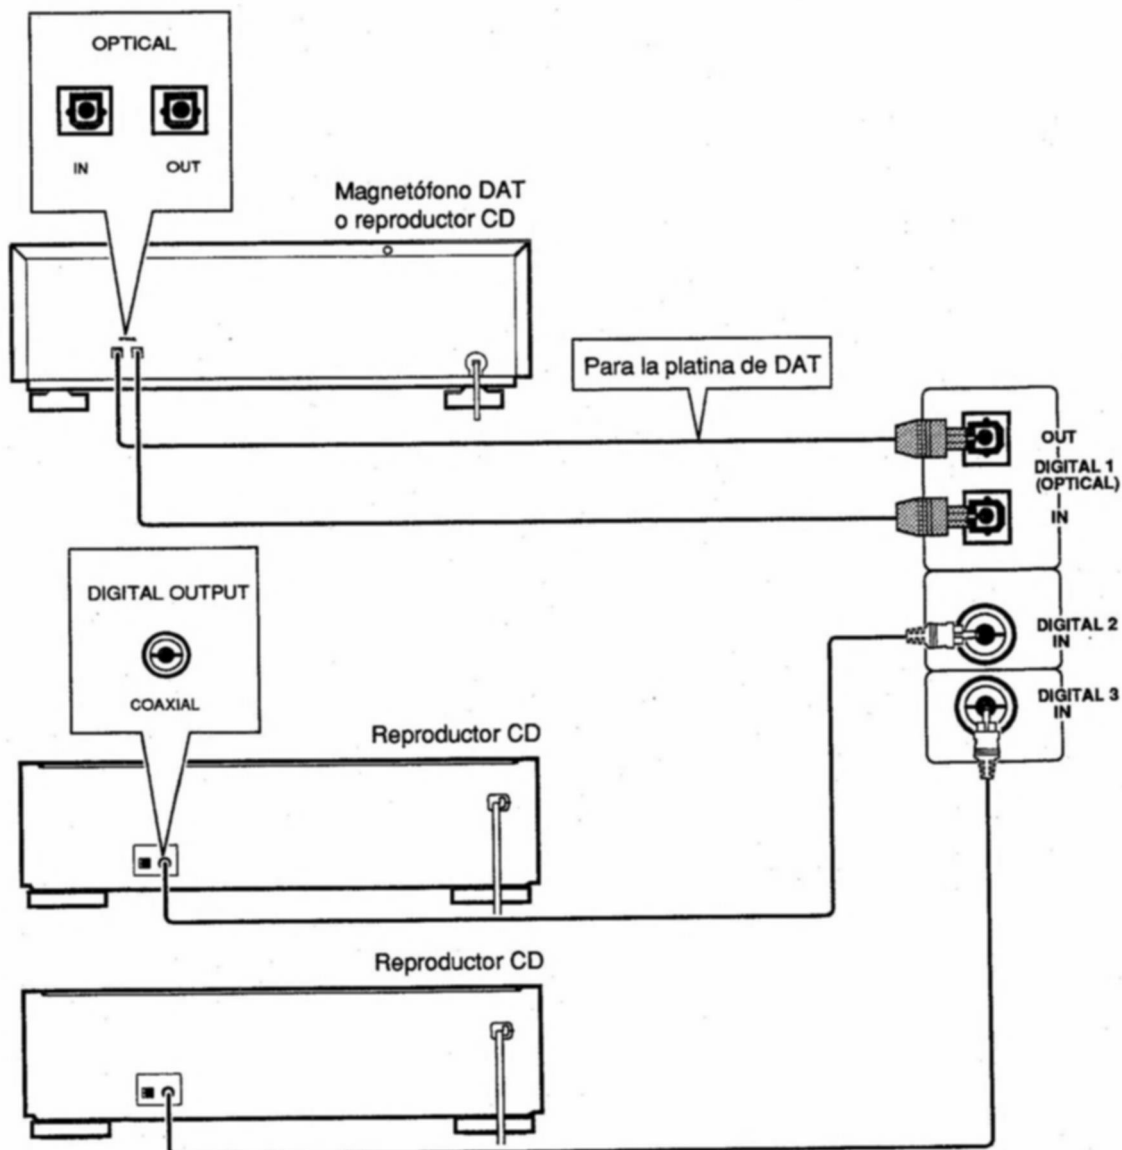 OPTICAL
IN
OUT
Magnetófono DAT
o reproductor CD
Para la platina de DAT
OUT
DIGITAL 1
(OPTICAL)
IN
DIGITAL OUTPUT
COAXIAL
DIGITAL 2
IN
DIGITAL 3
IN
Reproductor CD
Reproductor CD